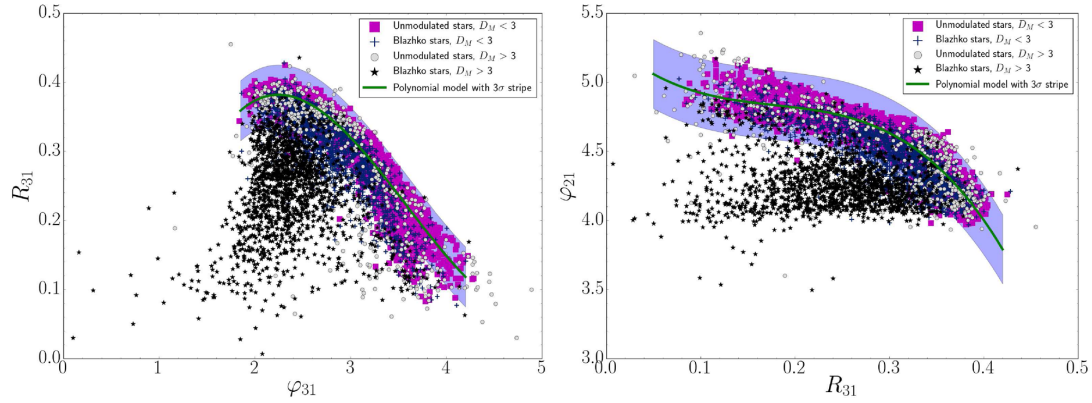 Unmodulated stars, D_M < 3
Blazhko stars, D_M < 3
Unmodulated stars, D_M > 3
Blazhko stars, D_M > 3
Polynomial model with 3σ stripe
R_31
0.5
0.4
0.3
0.2
0.1
0.0
0 1 2 3 4 5
φ_31
Unmodulated stars, D_M < 3
Blazhko stars, D_M < 3
Unmodulated stars, D_M > 3
Blazhko stars, D_M > 3
Polynomial model with 3σ stripe
φ_21
5.5
5.0
4.5
4.0
3.5
3.0
0.0 0.1 0.2 0.3 0.4 0.5
R_31